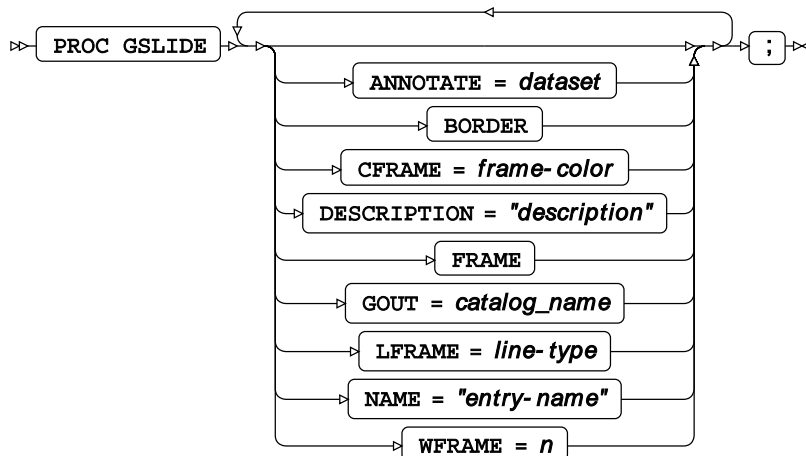 PROC GSLIDE ;
ANNOTATE = dataset
BORDER
CFRAME = frame-color
DESCRIPTION = "description"
FRAME
GOUT = catalog_name
LFRAME = line-type
NAME = "entry-name"
WFRAME = n